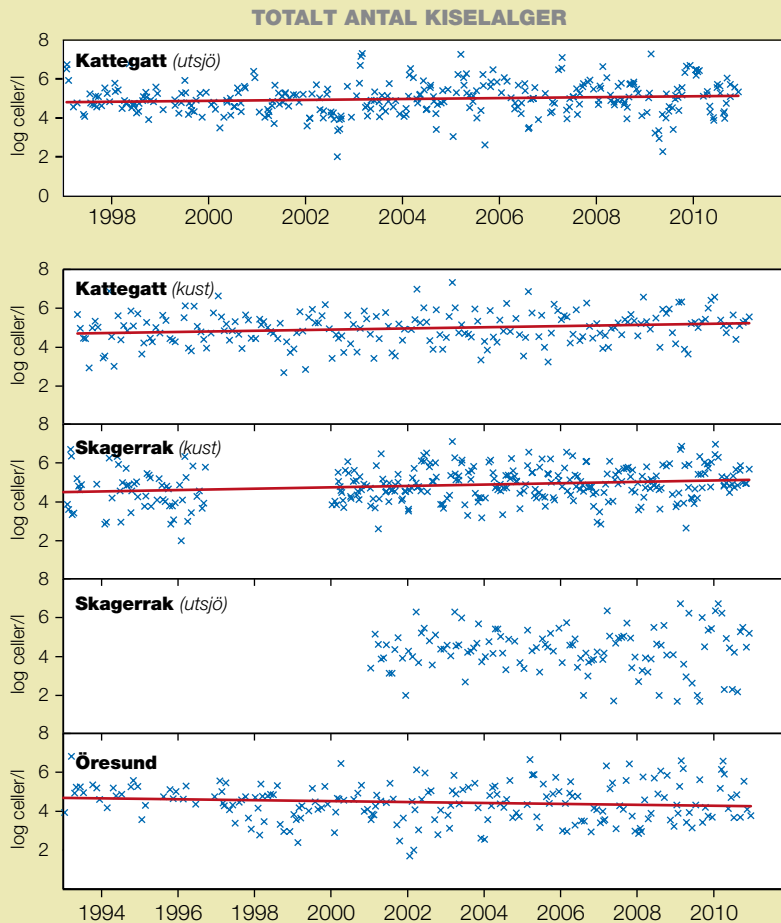 TOTALT ANTAL KISELALGER
Kattegatt (utsjö)
log celler/l
8
6
4
2
0
1998 2000 2002 2004 2006 2008 2010
Kattegatt (kust)
log celler/l
8
6
4
2
Skagerrak (kust)
log celler/l
8
6
4
2
Skagerrak (utsjö)
log celler/l
8
6
4
2
Öresund
log celler/l
8
6
4
2
1994 1996 1998 2000 2002 2004 2006 2008 2010